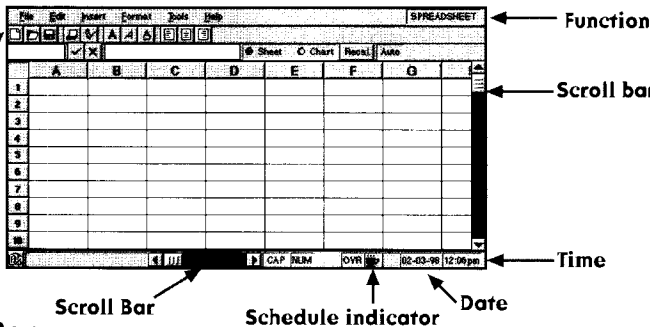 File Edit Insert Format Tools Help SPREADSHEET Function
Sheet Chart Recal Auto
A B C D E F G
Scroll bar
1
2
3
4
5
6
7
8
9
10
CAP NUM OVR 02-03-98 12:06pm Time
Scroll Bar Schedule indicator Date